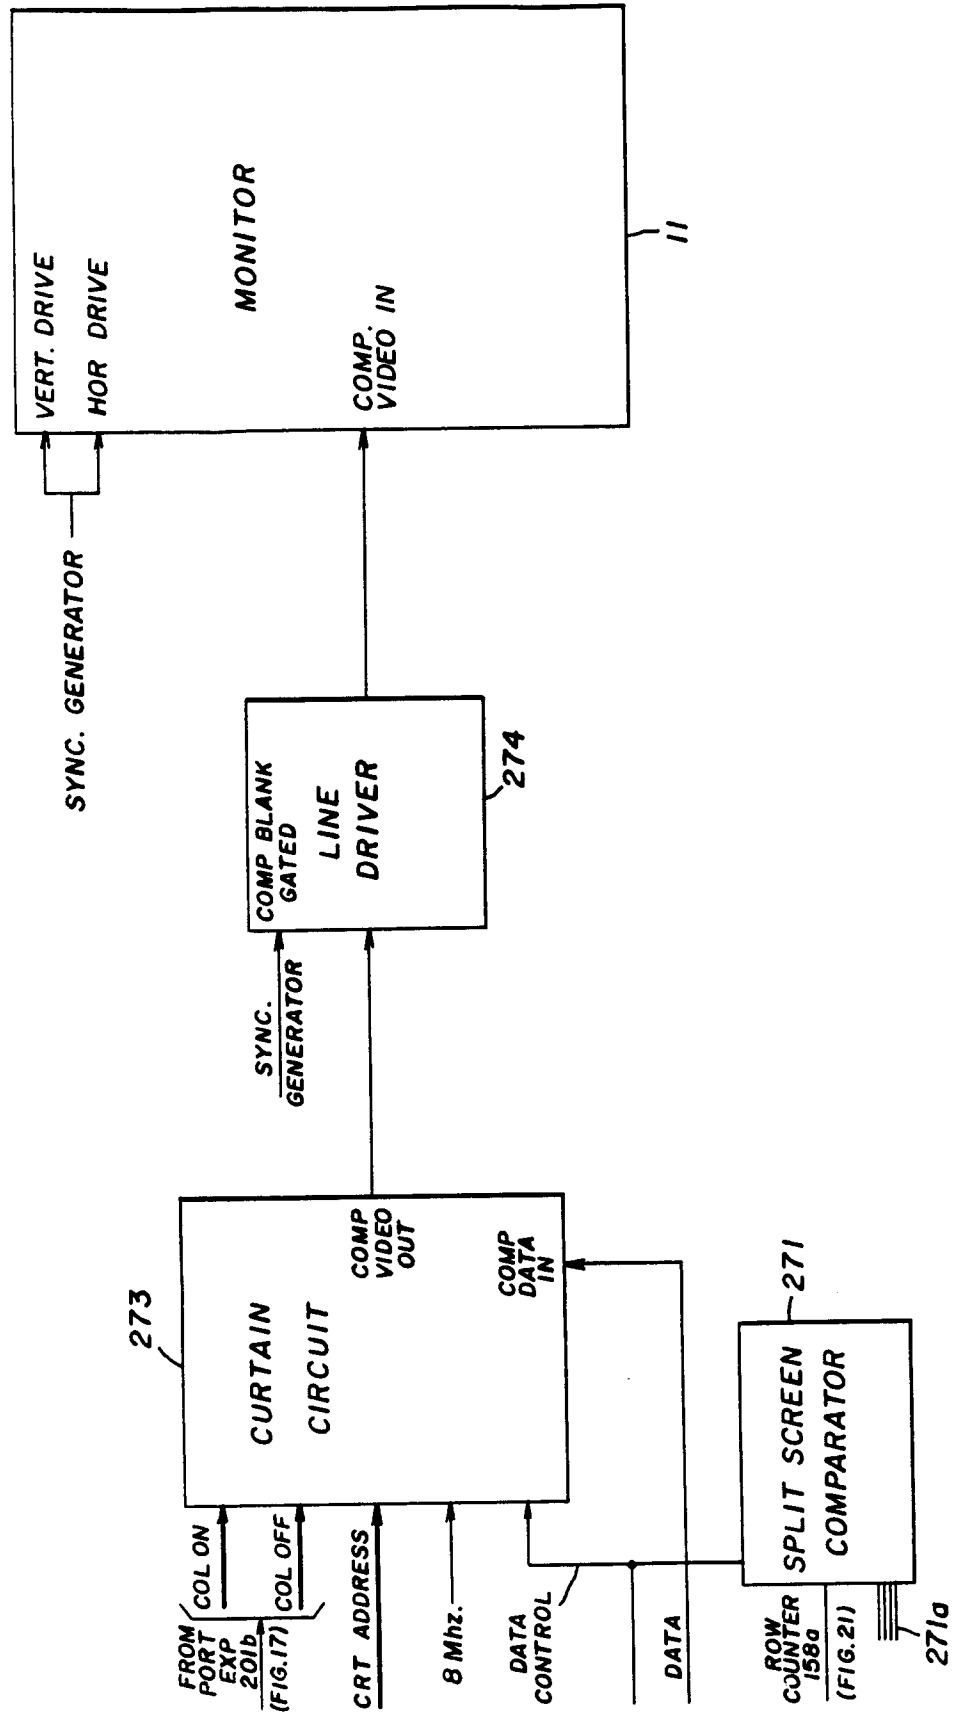 FROM
PORT
EXP
201b
(FIG.17)
COL ON
COL OFF
CRT ADDRESS
8 Mhz.
DATA
CONTROL
DATA
ROW
COUNTER
158a
(FIG. 21)
271a
273
CURTAIN
CIRCUIT
COMP
VIDEO
OUT
COMP
DATA
IN
SPLIT SCREEN
COMPARATOR
271
SYNC.
GENERATOR
COMP BLANK
GATED
LINE
DRIVER
274
SYNC. GENERATOR
VERT. DRIVE
HOR DRIVE
MONITOR
COMP.
VIDEO IN
11